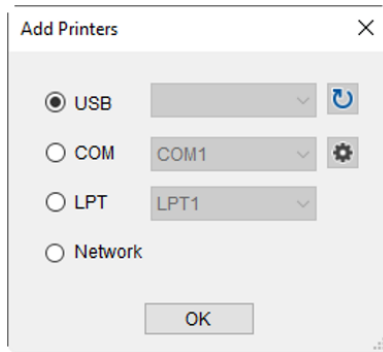 Add Printers
USB
COM COM1
LPT LPT1
Network
OK